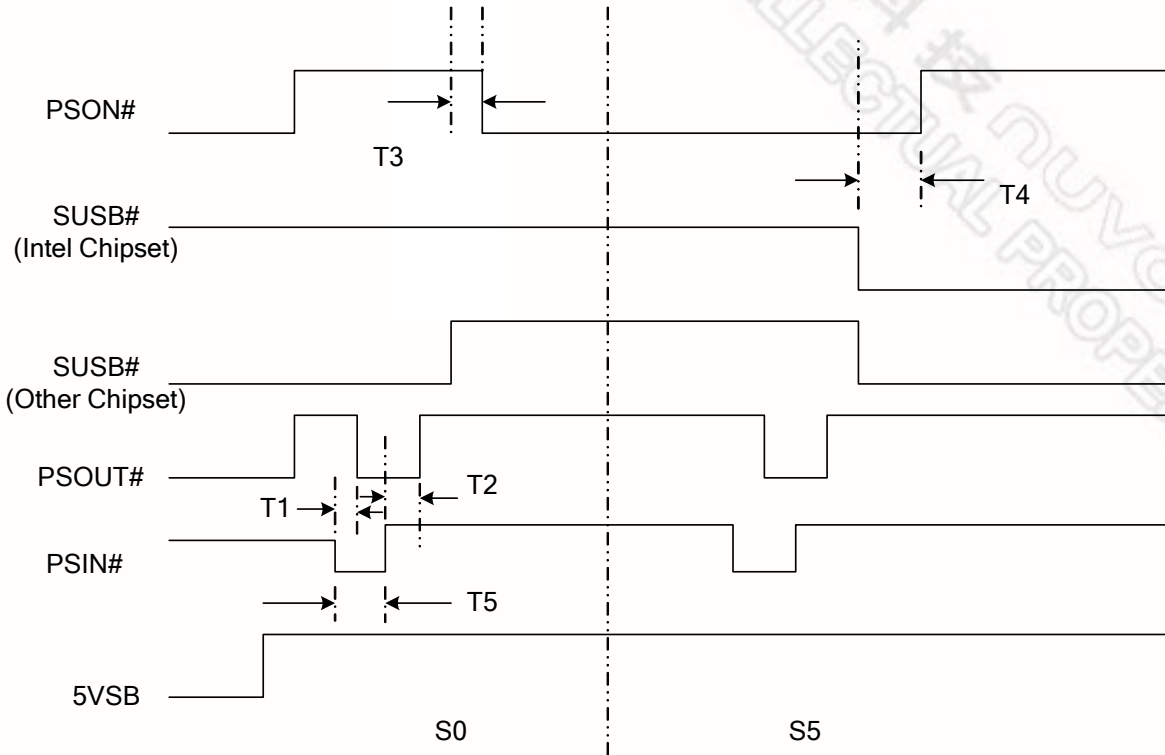 PSON#
T3
T4
SUSB#
(Intel Chipset)
SUSB#
(Other Chipset)
PSOUT#
T1
T2
PSIN#
T5
5VSB
S0
S5